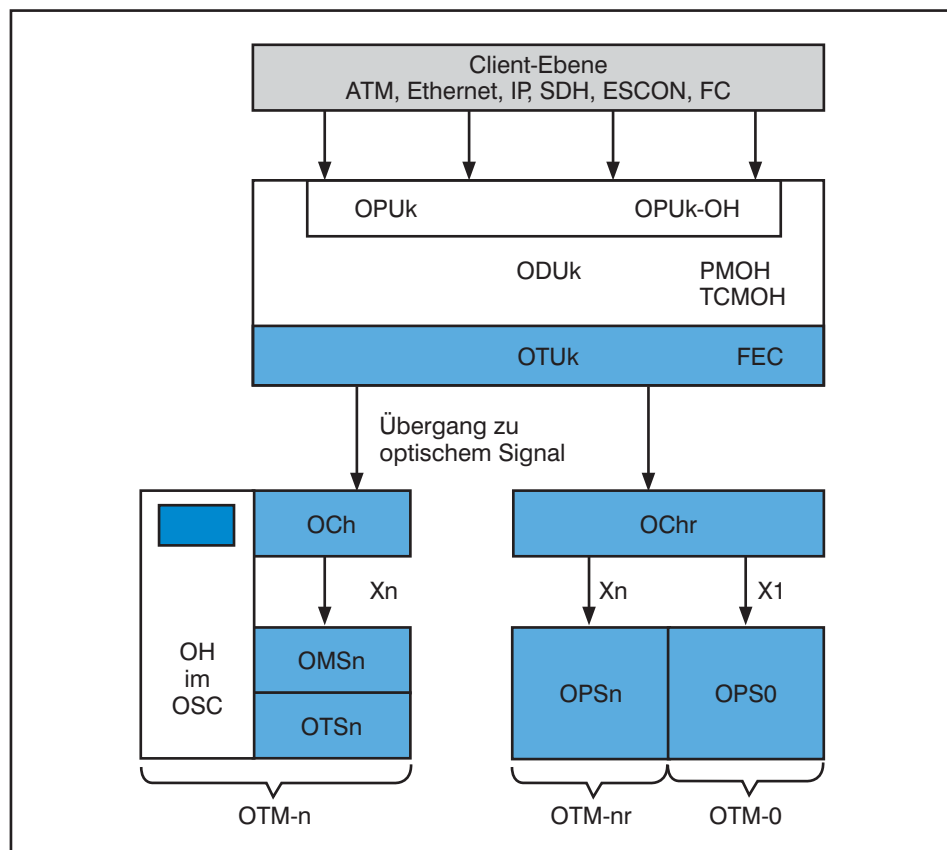 Client-Ebene
ATM, Ethernet, IP, SDH, ESCON, FC
OPUk OPUk-OH
ODUk PMOH
TCMOH
OTUk FEC
Übergang zu
optischem Signal
OCh OChr
Xn Xn X1
OH
im
OSC
OMSn
OTSn
OPSn OPS0
OTM-n OTM-nr OTM-0